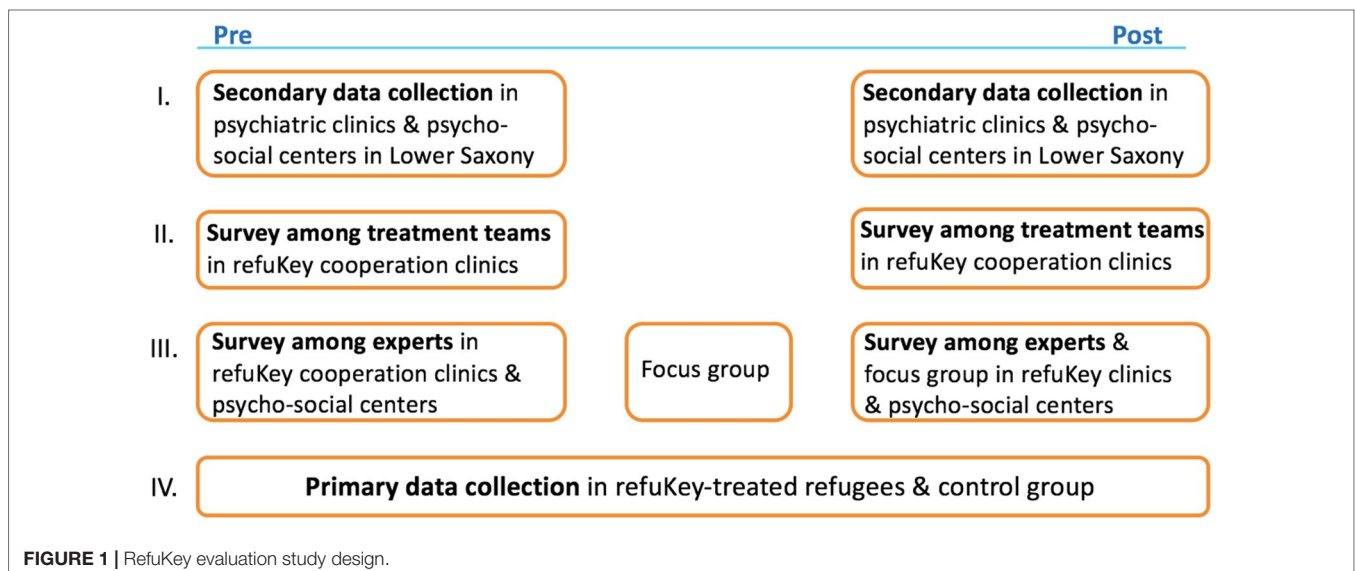 Pre Post
I. Secondary data collection in Secondary data collection in
psychiatric clinics & psycho- psychiatric clinics & psycho-
social centers in Lower Saxony social centers in Lower Saxony
II. Survey among treatment teams Survey among treatment teams
in refuKey cooperation clinics in refuKey cooperation clinics
III. Survey among experts in
refuKey cooperation clinics &
psycho-social centers
Focus group
Survey among experts &
focus group in refuKey clinics
& psycho-social centers
IV. Primary data collection in refuKey-treated refugees & control group
FIGURE 1 | RefuKey evaluation study design.